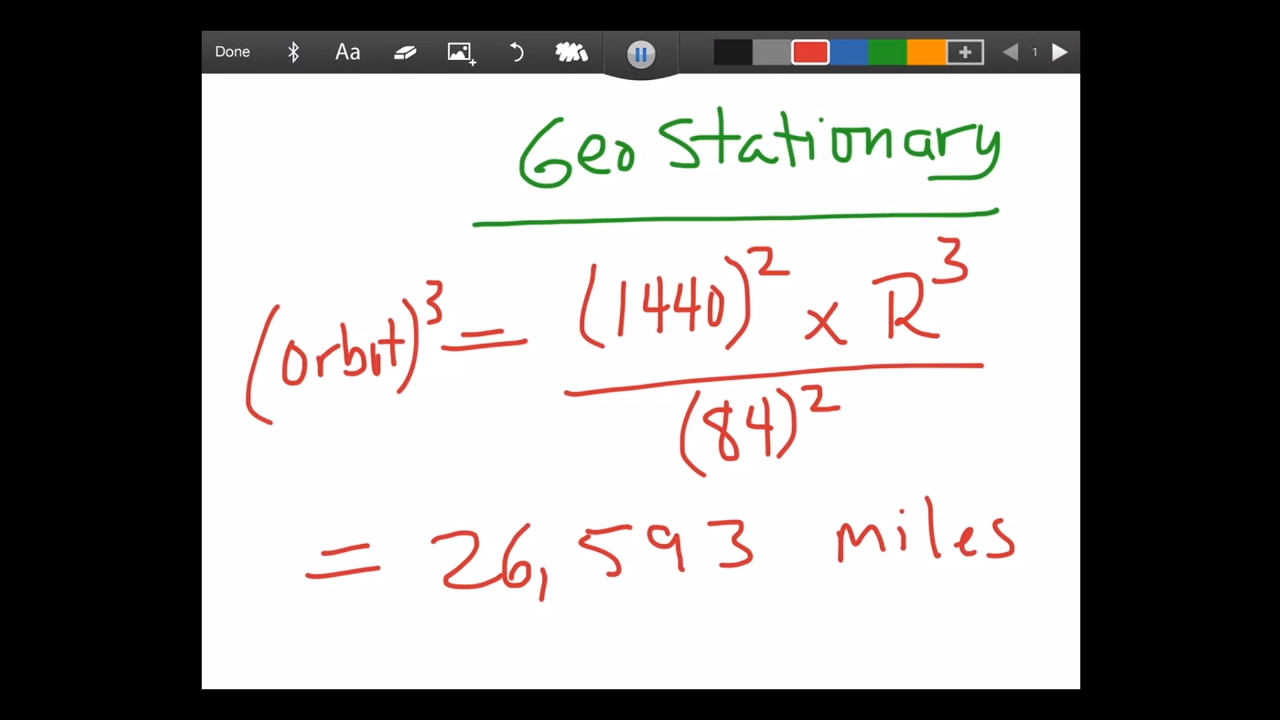 Done Aa 1
Geo Stationary
(orbit)³ = (1440)² x R³
(84)²
= 26,593 miles